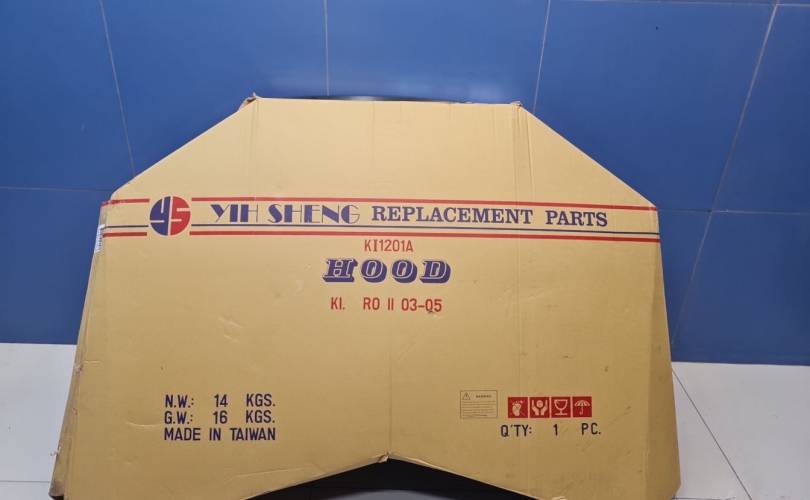 YS YIH SHENG REPLACEMENT PARTS
KI1201A
HOOD
KI. RO II 03-05
N.W.: 14 KGS.
G.W.: 16 KGS.
MADE IN TAIWAN
Q'TY: 1 PC.